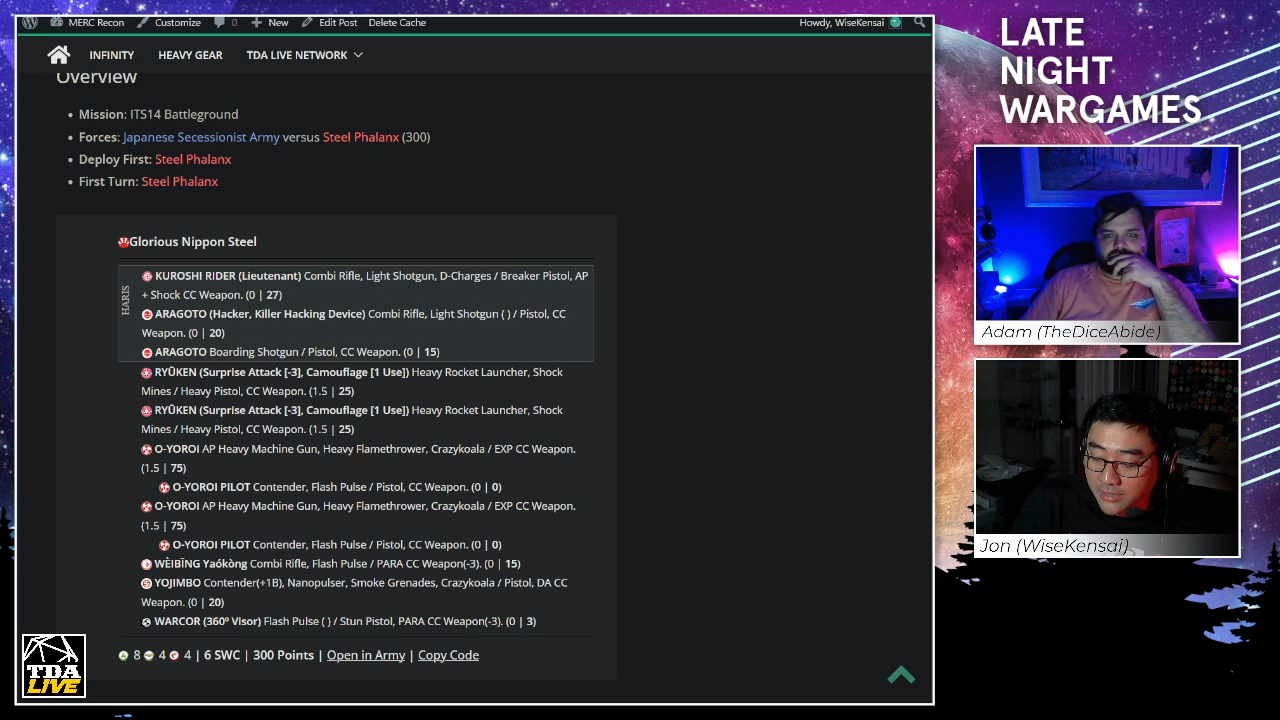 MERC Recon Customize 0 New Edit Post Delete Cache Howdy, WiseKensai
INFINITY HEAVY GEAR TDA LIVE NETWORK
Overview
• Mission: ITS14 Battleground
• Forces: Japanese Secessionist Army versus Steel Phalanx (300)
• Deploy First: Steel Phalanx
• First Turn: Steel Phalanx
Glorious Nippon Steel
HARIS
KUROSHI RIDER (Lieutenant) Combi Rifle, Light Shotgun, D-Charges / Breaker Pistol, AP
+ Shock CC Weapon. (0 | 27)
ARAGOTO (Hacker, Killer Hacking Device) Combi Rifle, Light Shotgun ( ) / Pistol, CC
Weapon. (0 | 20)
ARAGOTO Boarding Shotgun / Pistol, CC Weapon. (0 | 15)
RYŪKEN (Surprise Attack [-3], Camouflage [1 Use]) Heavy Rocket Launcher, Shock
Mines / Heavy Pistol, CC Weapon. (1.5 | 25)
RYŪKEN (Surprise Attack [-3], Camouflage [1 Use]) Heavy Rocket Launcher, Shock
Mines / Heavy Pistol, CC Weapon. (1.5 | 25)
O-YOROI AP Heavy Machine Gun, Heavy Flamethrower, Crazykoala / EXP CC Weapon.
(1.5 | 75)
O-YOROI PILOT Contender, Flash Pulse / Pistol, CC Weapon. (0 | 0)
O-YOROI AP Heavy Machine Gun, Heavy Flamethrower, Crazykoala / EXP CC Weapon.
(1.5 | 75)
O-YOROI PILOT Contender, Flash Pulse / Pistol, CC Weapon. (0 | 0)
WÈIBĪNG Yaókòng Combi Rifle, Flash Pulse / PARA CC Weapon(-3). (0 | 15)
YOJIMBO Contender(+1B), Nanopulser, Smoke Grenades, Crazykoala / Pistol, DA CC
Weapon. (0 | 20)
WARCOR (360º Visor) Flash Pulse ( ) / Stun Pistol, PARA CC Weapon(-3). (0 | 3)
8 4 4 | 6 SWC | 300 Points | Open in Army | Copy Code
TDA
LIVE
LATE
NIGHT
WARGAMES
Adam (TheDiceAbide)
Jon (WiseKensai)